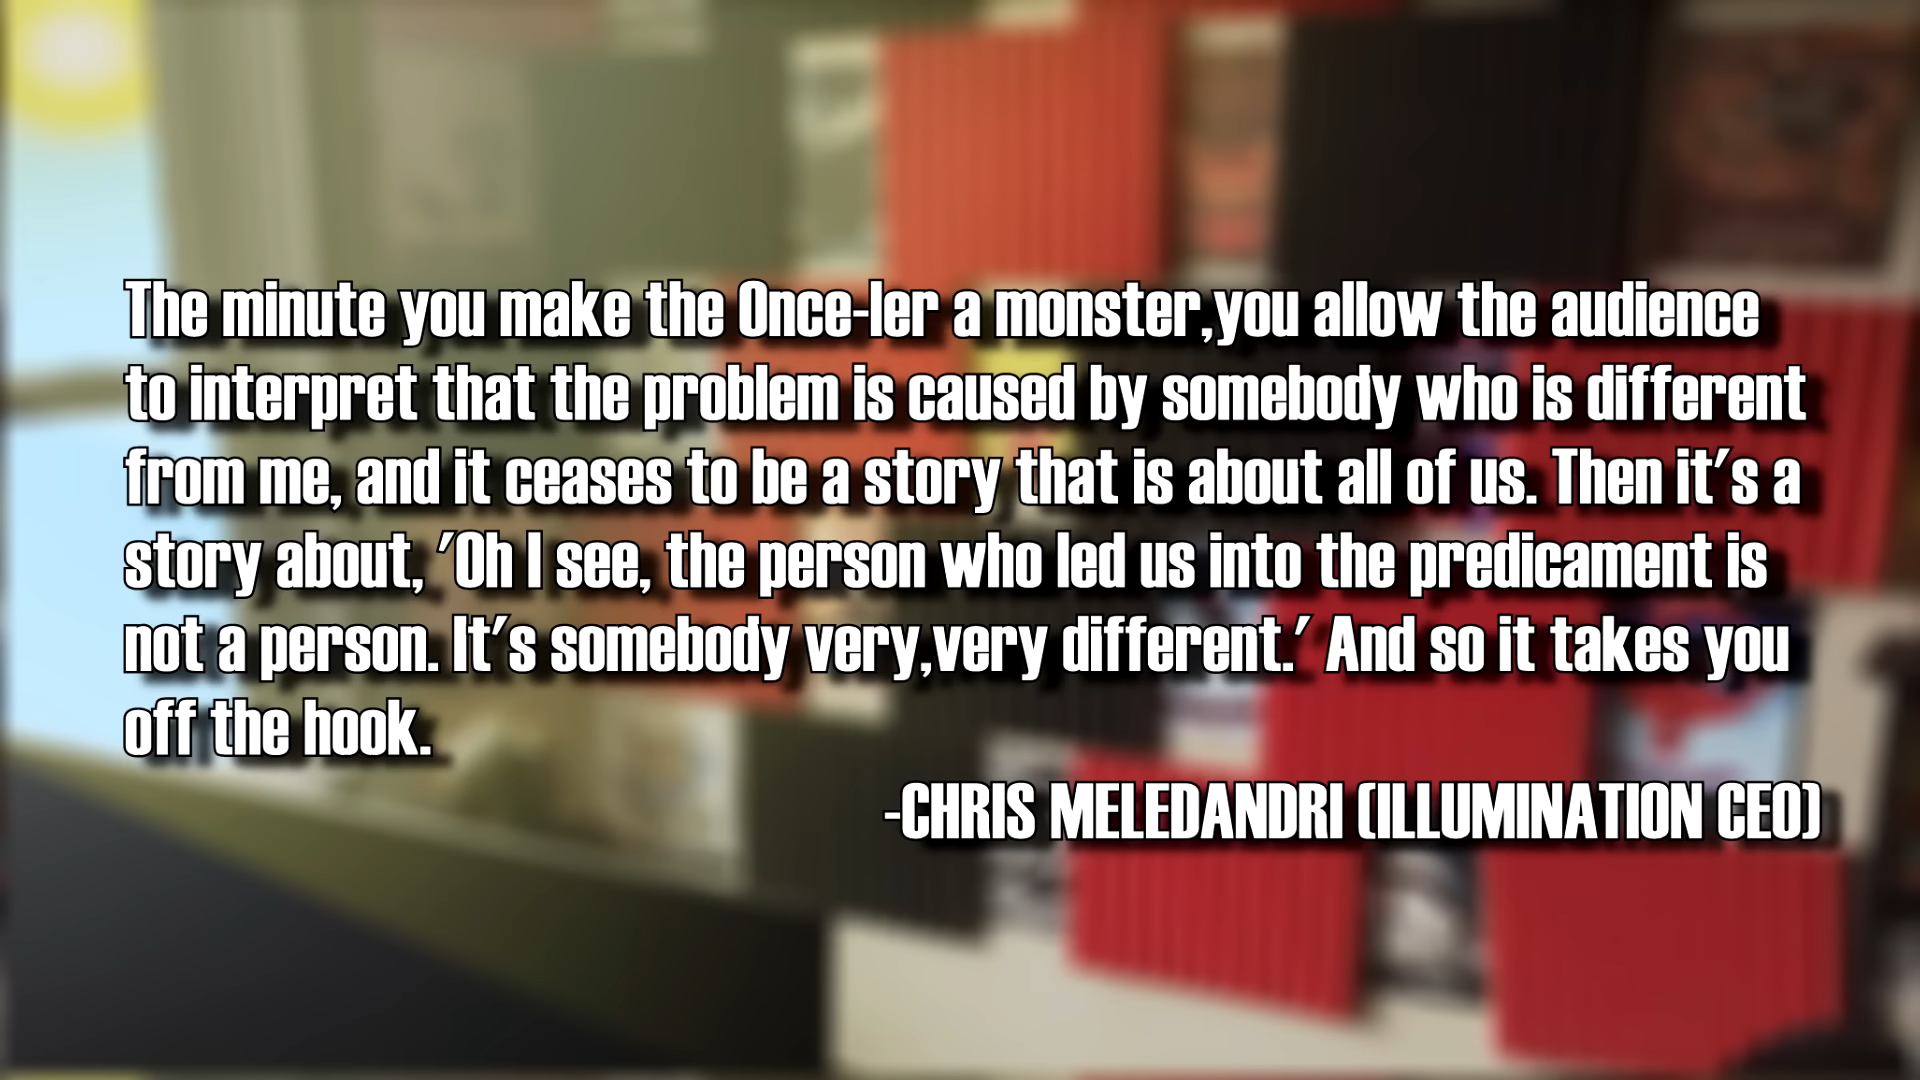 The minute you make the Once-ler a monster,you allow the audience
to interpret that the problem is caused by somebody who is different
from me, and it ceases to be a story that is about all of us. Then it's a
story about, 'Oh I see, the person who led us into the predicament is
not a person. It's somebody very,very different.' And so it takes you
off the hook.
-CHRIS MELEDANDRI (ILLUMINATION CEO)